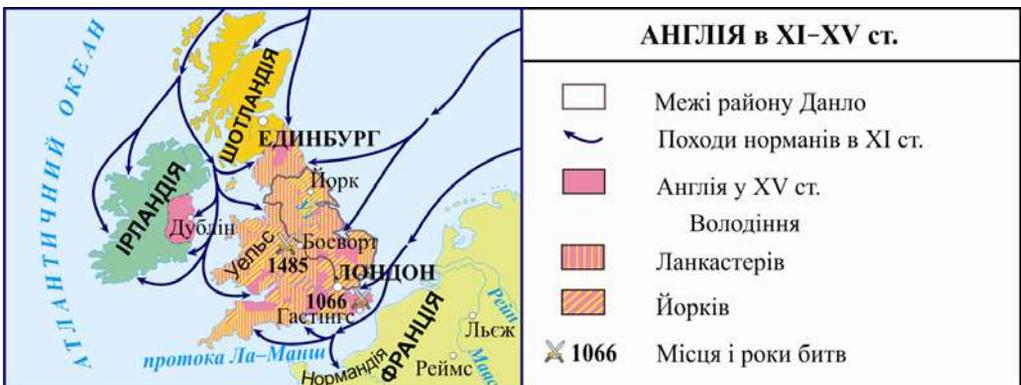 АТЛАНТИЧНИЙ ОКЕАН
ШОТЛАНДІЯ
ЕДИНБУРГ
ІРЛАНДІЯ
Дублін
Йорк
Уельс
Босворт
1485
ЛОНДОН
1066
Гастингс
протока Ла–Манш
Нормандія
ФРАНЦІЯ
Рейн
Льєж
Реймс
Маас
АНГЛІЯ в XI–XV ст.
Межі району Данло
Походи норманів в XI ст.
Англія у XV ст.
Володіння
Ланкастерів
Йорків
1066 Місця і роки битв